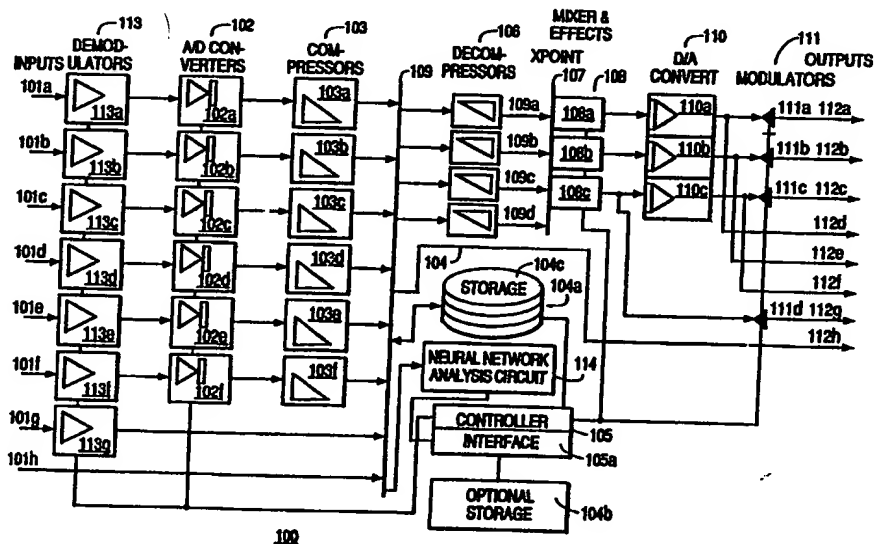 113
DEMOD-
ULATORS
INPUTS
102
A/D CON-
VERTERS
103
COM-
PRESSORS
106
DECOM-
PRESSORS
109
MIXER &
EFFECTS
XPOINT
107
108
110
D/A
CONVERT
111
MODULATORS
OUTPUTS
101a
113a
102a
103a
109a
108a
110a
111a 112a
101b
113b
102b
103b
109b
108b
110b
111b 112b
101c
113c
102c
103c
109c
108c
110c
111c 112c
109d
112d
101d
113d
102d
103d
104
104c
STORAGE
104a
112e
112f
101e
113e
102e
103e
111d 112g
112h
NEURAL NETWORK
ANALYSIS CIRCUIT
114
101f
113f
102f
103f
101g
113g
CONTROLLER
105
INTERFACE
105a
101h
OPTIONAL
STORAGE
104b
100